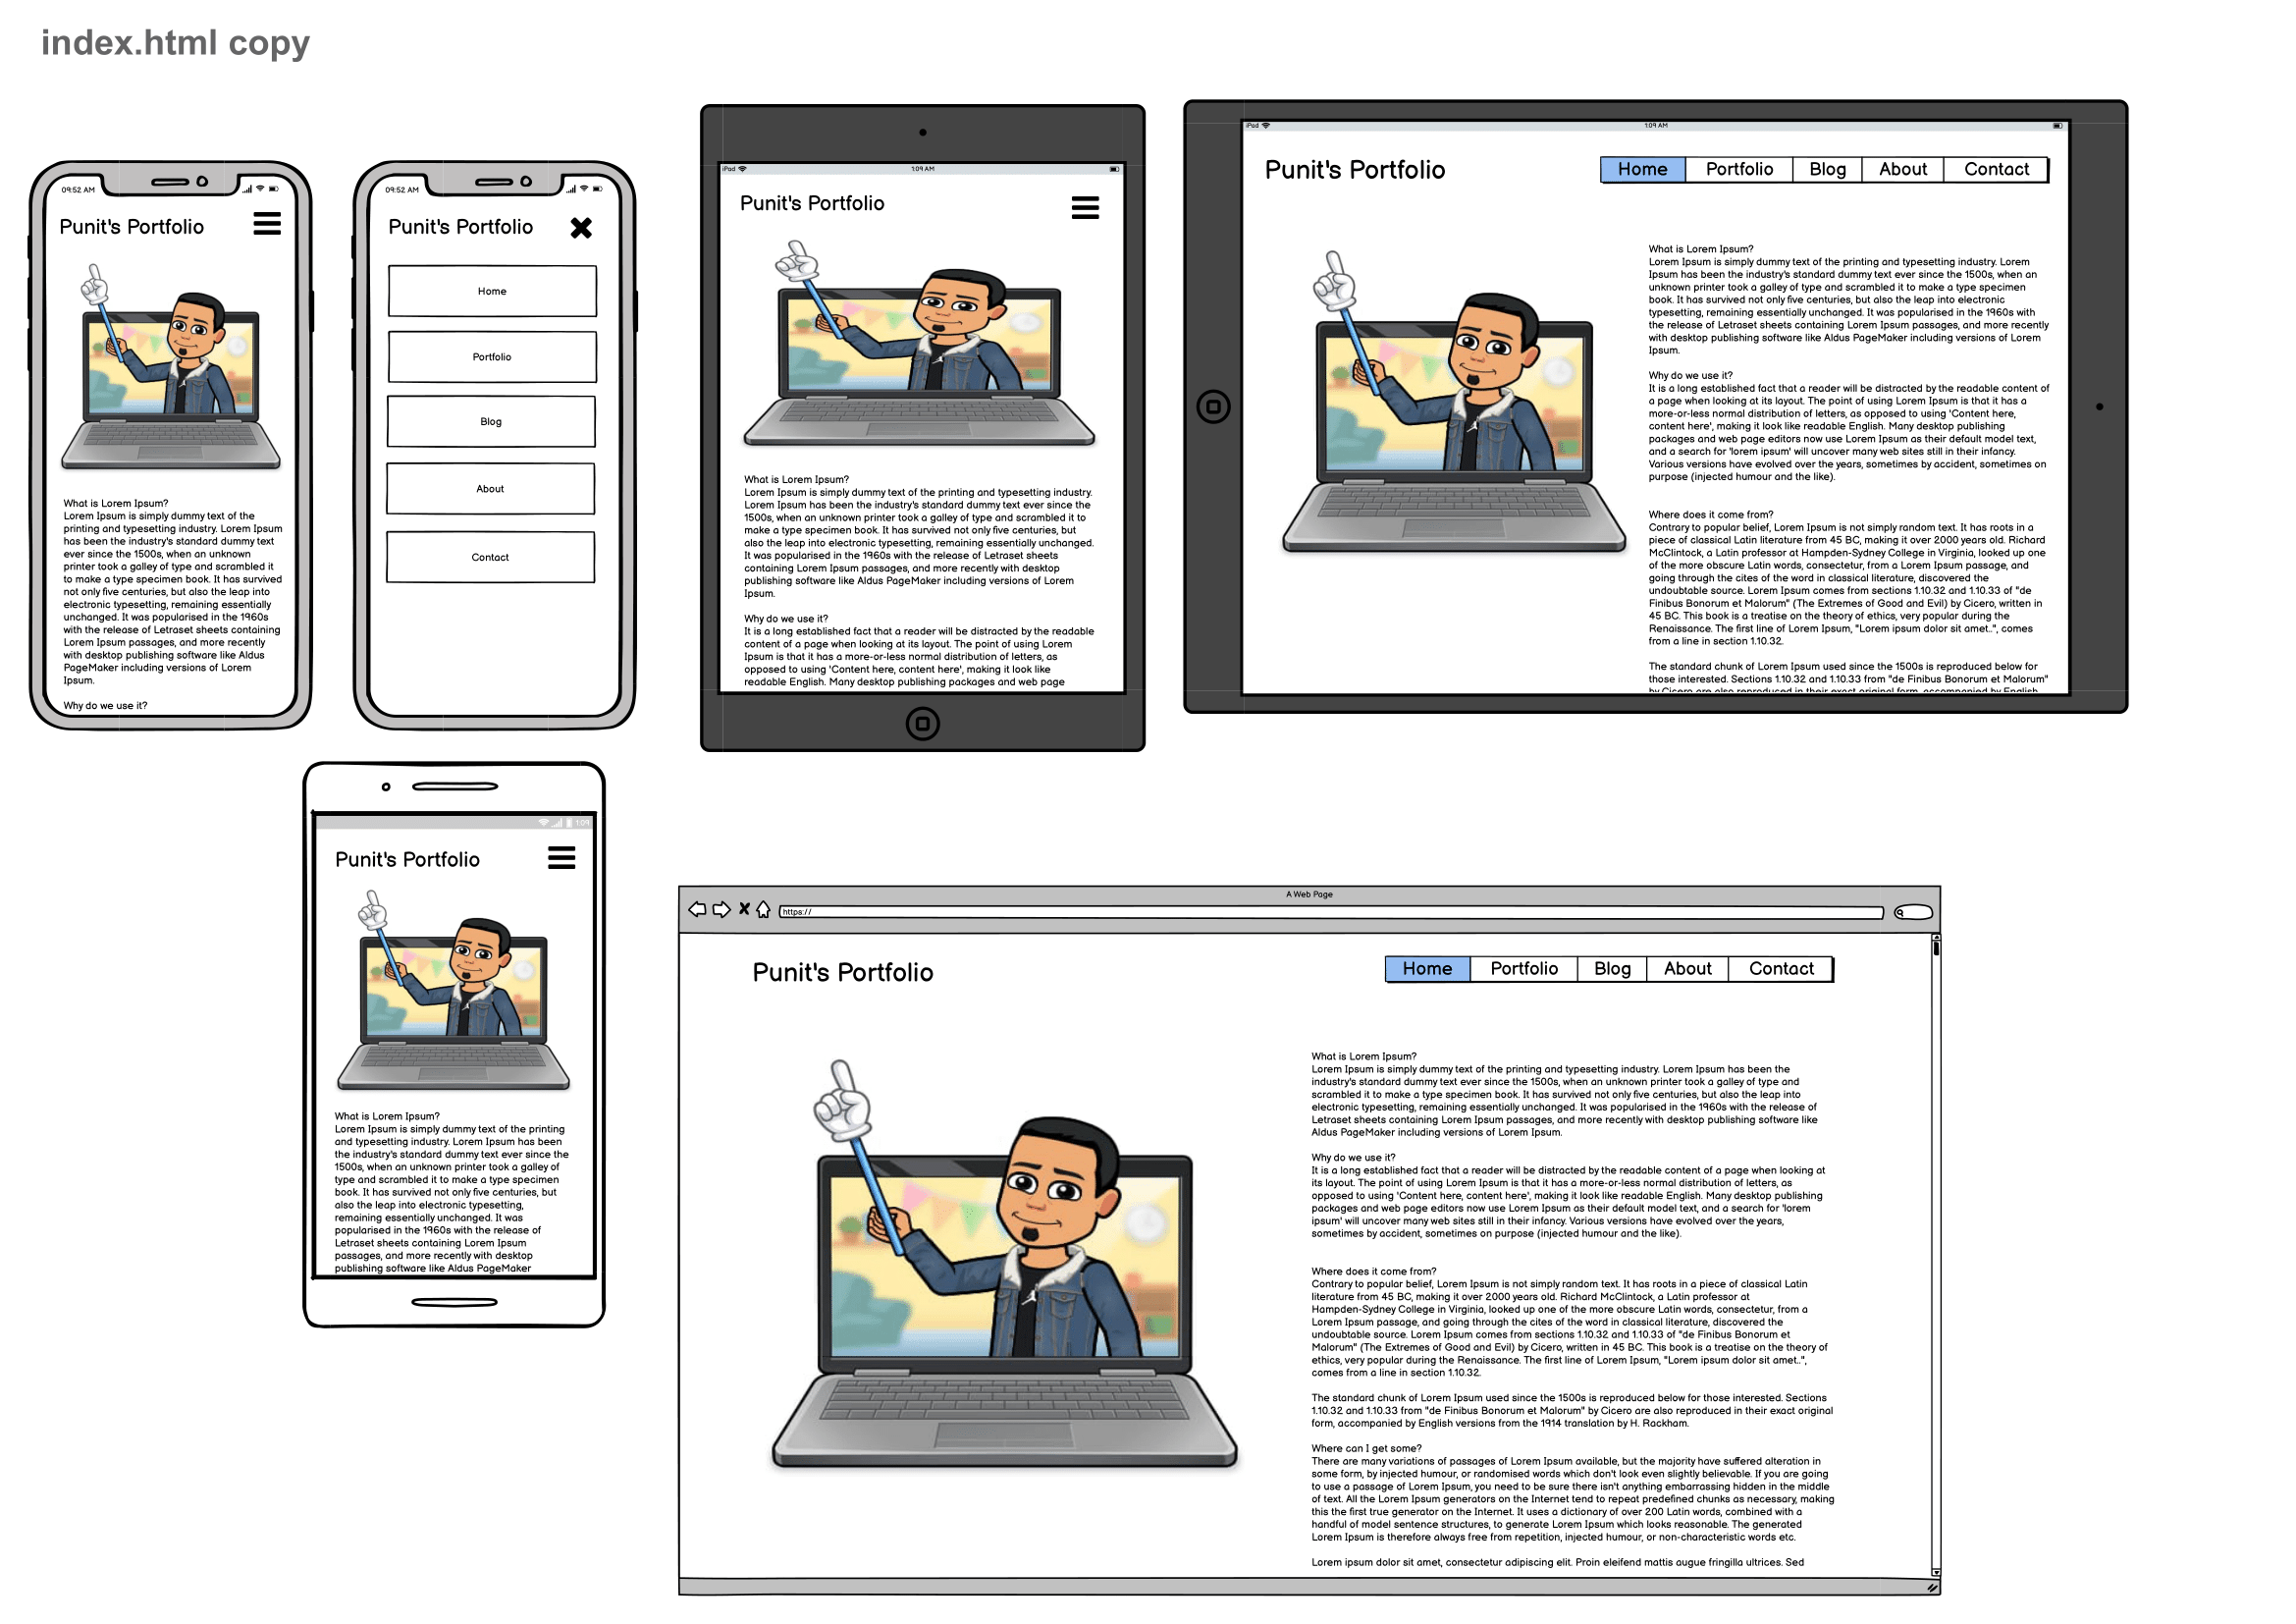 index.html copy
09:52 AM
Punit's Portfolio
What is Lorem Ipsum?
Lorem Ipsum is simply dummy text of the
printing and typesetting industry. Lorem Ipsum
has been the industry's standard dummy text
ever since the 1500s, when an unknown
printer took a galley of type and scrambled it
to make a type specimen book. It has survived
not only five centuries, but also the leap into
electronic typesetting, remaining essentially
unchanged. It was popularised in the 1960s
with the release of Letraset sheets containing
Lorem Ipsum passages, and more recently
with desktop publishing software like Aldus
PageMaker including versions of Lorem
Ipsum.
Why do we use it?
09:52 AM
Punit's Portfolio
Home
Portfolio
Blog
About
Contact
iPad
1:09 AM
Punit's Portfolio
What is Lorem Ipsum?
Lorem Ipsum is simply dummy text of the printing and typesetting industry.
Lorem Ipsum has been the industry's standard dummy text ever since the
1500s, when an unknown printer took a galley of type and scrambled it to
make a type specimen book. It has survived not only five centuries, but
also the leap into electronic typesetting, remaining essentially unchanged.
It was popularised in the 1960s with the release of Letraset sheets
containing Lorem Ipsum passages, and more recently with desktop
publishing software like Aldus PageMaker including versions of Lorem
Ipsum.
Why do we use it?
It is a long established fact that a reader will be distracted by the readable
content of a page when looking at its layout. The point of using Lorem
Ipsum is that it has a more-or-less normal distribution of letters, as
opposed to using 'Content here, content here', making it look like
readable English. Many desktop publishing packages and web page
iPad
1:09 AM
Punit's Portfolio
Home Portfolio Blog About Contact
What is Lorem Ipsum?
Lorem Ipsum is simply dummy text of the printing and typesetting industry. Lorem
Ipsum has been the industry's standard dummy text ever since the 1500s, when an
unknown printer took a galley of type and scrambled it to make a type specimen
book. It has survived not only five centuries, but also the leap into electronic
typesetting, remaining essentially unchanged. It was popularised in the 1960s with
the release of Letraset sheets containing Lorem Ipsum passages, and more recently
with desktop publishing software like Aldus PageMaker including versions of Lorem
Ipsum.
Why do we use it?
It is a long established fact that a reader will be distracted by the readable content of
a page when looking at its layout. The point of using Lorem Ipsum is that it has a
more-or-less normal distribution of letters, as opposed to using 'Content here,
content here', making it look like readable English. Many desktop publishing
packages and web page editors now use Lorem Ipsum as their default model text,
and a search for 'lorem ipsum' will uncover many web sites still in their infancy.
Various versions have evolved over the years, sometimes by accident, sometimes on
purpose (injected humour and the like).
Where does it come from?
Contrary to popular belief, Lorem Ipsum is not simply random text. It has roots in a
piece of classical Latin literature from 45 BC, making it over 2000 years old. Richard
McClintock, a Latin professor at Hampden-Sydney College in Virginia, looked up one
of the more obscure Latin words, consectetur, from a Lorem Ipsum passage, and
going through the cites of the word in classical literature, discovered the
undoubtable source. Lorem Ipsum comes from sections 1.10.32 and 1.10.33 of "de
Finibus Bonorum et Malorum" (The Extremes of Good and Evil) by Cicero, written in
45 BC. This book is a treatise on the theory of ethics, very popular during the
Renaissance. The first line of Lorem Ipsum, "Lorem ipsum dolor sit amet..", comes
from a line in section 1.10.32.
The standard chunk of Lorem Ipsum used since the 1500s is reproduced below for
those interested. Sections 1.10.32 and 1.10.33 from "de Finibus Bonorum et Malorum"
by Cicero are also reproduced in their exact original form, accompanied by English
1:09
Punit's Portfolio
What is Lorem Ipsum?
Lorem Ipsum is simply dummy text of the printing
and typesetting industry. Lorem Ipsum has been
the industry's standard dummy text ever since the
1500s, when an unknown printer took a galley of
type and scrambled it to make a type specimen
book. It has survived not only five centuries, but
also the leap into electronic typesetting,
remaining essentially unchanged. It was
popularised in the 1960s with the release of
Letraset sheets containing Lorem Ipsum
passages, and more recently with desktop
publishing software like Aldus PageMaker
A Web Page
https://
Punit's Portfolio
Home Portfolio Blog About Contact
What is Lorem Ipsum?
Lorem Ipsum is simply dummy text of the printing and typesetting industry. Lorem Ipsum has been the
industry's standard dummy text ever since the 1500s, when an unknown printer took a galley of type and
scrambled it to make a type specimen book. It has survived not only five centuries, but also the leap into
electronic typesetting, remaining essentially unchanged. It was popularised in the 1960s with the release of
Letraset sheets containing Lorem Ipsum passages, and more recently with desktop publishing software like
Aldus PageMaker including versions of Lorem Ipsum.
Why do we use it?
It is a long established fact that a reader will be distracted by the readable content of a page when looking at
its layout. The point of using Lorem Ipsum is that it has a more-or-less normal distribution of letters, as
opposed to using 'Content here, content here', making it look like readable English. Many desktop publishing
packages and web page editors now use Lorem Ipsum as their default model text, and a search for 'lorem
ipsum' will uncover many web sites still in their infancy. Various versions have evolved over the years,
sometimes by accident, sometimes on purpose (injected humour and the like).
Where does it come from?
Contrary to popular belief, Lorem Ipsum is not simply random text. It has roots in a piece of classical Latin
literature from 45 BC, making it over 2000 years old. Richard McClintock, a Latin professor at
Hampden-Sydney College in Virginia, looked up one of the more obscure Latin words, consectetur, from a
Lorem Ipsum passage, and going through the cites of the word in classical literature, discovered the
undoubtable source. Lorem Ipsum comes from sections 1.10.32 and 1.10.33 of "de Finibus Bonorum et
Malorum" (The Extremes of Good and Evil) by Cicero, written in 45 BC. This book is a treatise on the theory of
ethics, very popular during the Renaissance. The first line of Lorem Ipsum, "Lorem ipsum dolor sit amet..",
comes from a line in section 1.10.32.
The standard chunk of Lorem Ipsum used since the 1500s is reproduced below for those interested. Sections
1.10.32 and 1.10.33 from "de Finibus Bonorum et Malorum" by Cicero are also reproduced in their exact original
form, accompanied by English versions from the 1914 translation by H. Rackham.
Where can I get some?
There are many variations of passages of Lorem Ipsum available, but the majority have suffered alteration in
some form, by injected humour, or randomised words which don't look even slightly believable. If you are going
to use a passage of Lorem Ipsum, you need to be sure there isn't anything embarrassing hidden in the middle
of text. All the Lorem Ipsum generators on the Internet tend to repeat predefined chunks as necessary, making
this the first true generator on the Internet. It uses a dictionary of over 200 Latin words, combined with a
handful of model sentence structures, to generate Lorem Ipsum which looks reasonable. The generated
Lorem Ipsum is therefore always free from repetition, injected humour, or non-characteristic words etc.
Lorem ipsum dolor sit amet, consectetur adipiscing elit. Proin eleifend mattis augue fringilla ultrices. Sed